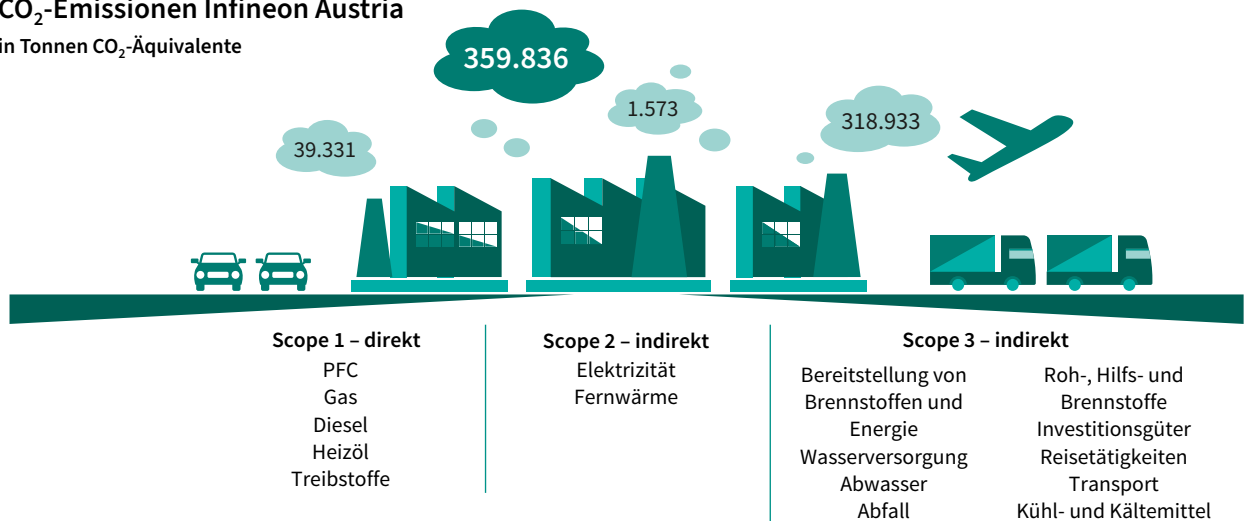 CO₂-Emissionen Infineon Austria
in Tonnen CO₂-Äquivalente
359.836
39.331
1.573
318.933
Scope 1 – direkt
PFC
Gas
Diesel
Heizöl
Treibstoffe
Scope 2 – indirekt
Elektrizität
Fernwärme
Scope 3 – indirekt
Bereitstellung von
Brennstoffen und
Energie
Wasserversorgung
Abwasser
Abfall
Roh-, Hilfs- und
Brennstoffe
Investitionsgüter
Reisetätigkeiten
Transport
Kühl- und Kältemittel